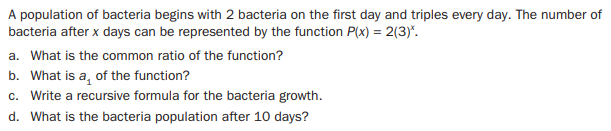 A population of bacteria begins with 2 bacteria on the first day and triples every day. The number of
bacteria after x days can be represented by the function P(x) = 2(3)ˣ.
a. What is the common ratio of the function?
b. What is a₁ of the function?
c. Write a recursive formula for the bacteria growth.
d. What is the bacteria population after 10 days?